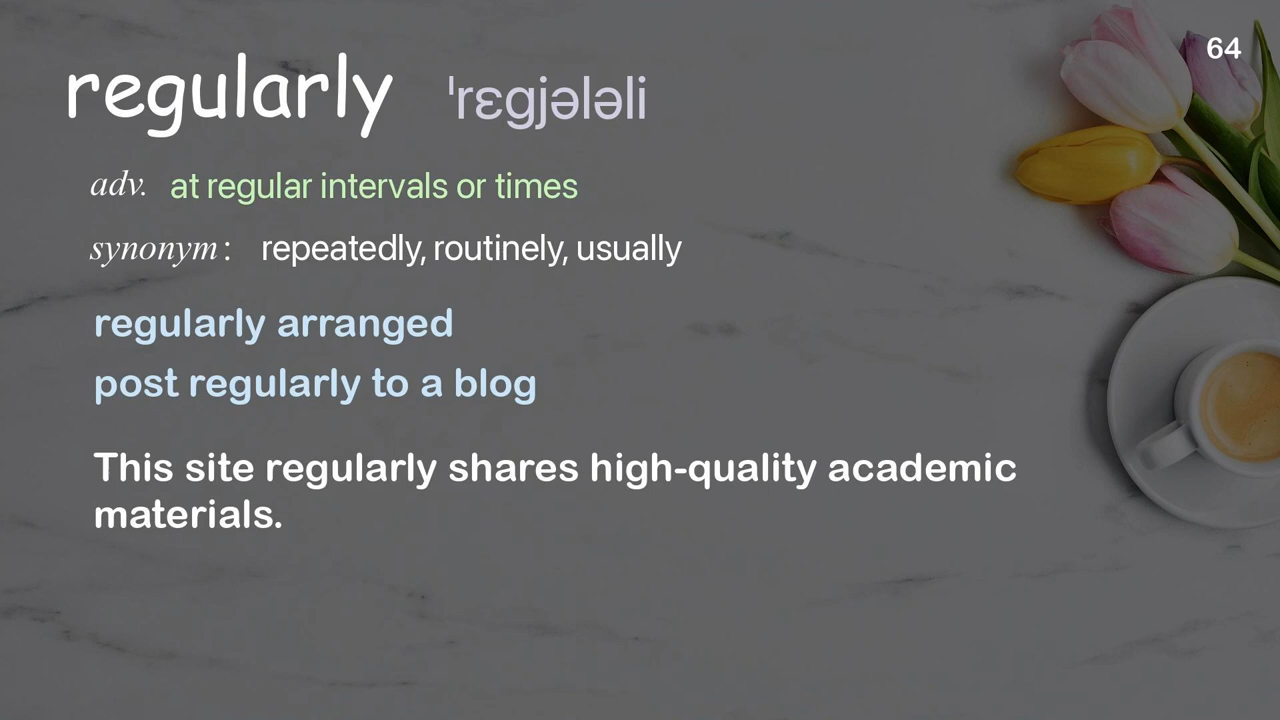 64
regularly ˈrɛgjələli
adv. at regular intervals or times
synonym: repeatedly, routinely, usually
regularly arranged
post regularly to a blog
This site regularly shares high-quality academic
materials.